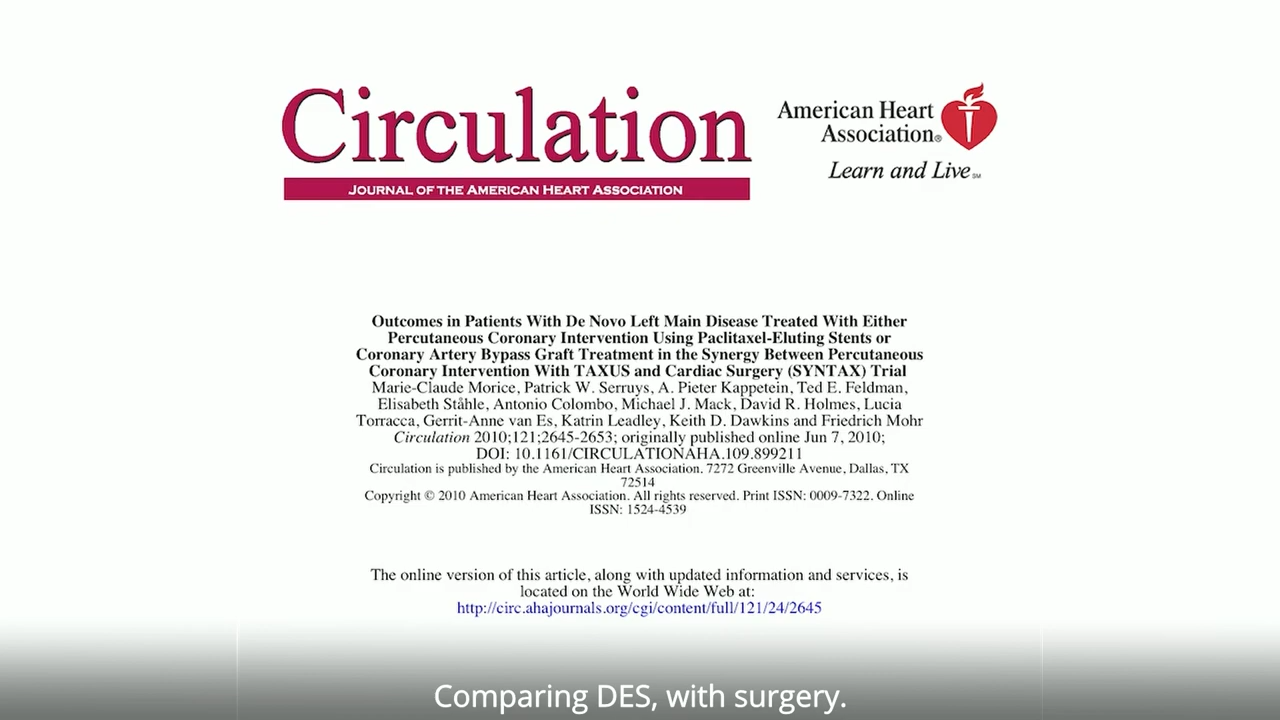 Circulation
JOURNAL OF THE AMERICAN HEART ASSOCIATION
American Heart
Association®
Learn and Live℠
Outcomes in Patients With De Novo Left Main Disease Treated With Either
Percutaneous Coronary Intervention Using Paclitaxel-Eluting Stents or
Coronary Artery Bypass Graft Treatment in the Synergy Between Percutaneous
Coronary Intervention With TAXUS and Cardiac Surgery (SYNTAX) Trial
Marie-Claude Morice, Patrick W. Serruys, A. Pieter Kappetein, Ted E. Feldman,
Elisabeth Ståhle, Antonio Colombo, Michael J. Mack, David R. Holmes, Lucia
Torracca, Gerrit-Anne van Es, Katrin Leadley, Keith D. Dawkins and Friedrich Mohr
Circulation 2010;121;2645-2653; originally published online Jun 7, 2010;
DOI: 10.1161/CIRCULATIONAHA.109.899211
Circulation is published by the American Heart Association. 7272 Greenville Avenue, Dallas, TX
72514
Copyright © 2010 American Heart Association. All rights reserved. Print ISSN: 0009-7322. Online
ISSN: 1524-4539
The online version of this article, along with updated information and services, is
located on the World Wide Web at:
http://circ.ahajournals.org/cgi/content/full/121/24/2645
Comparing DES, with surgery.